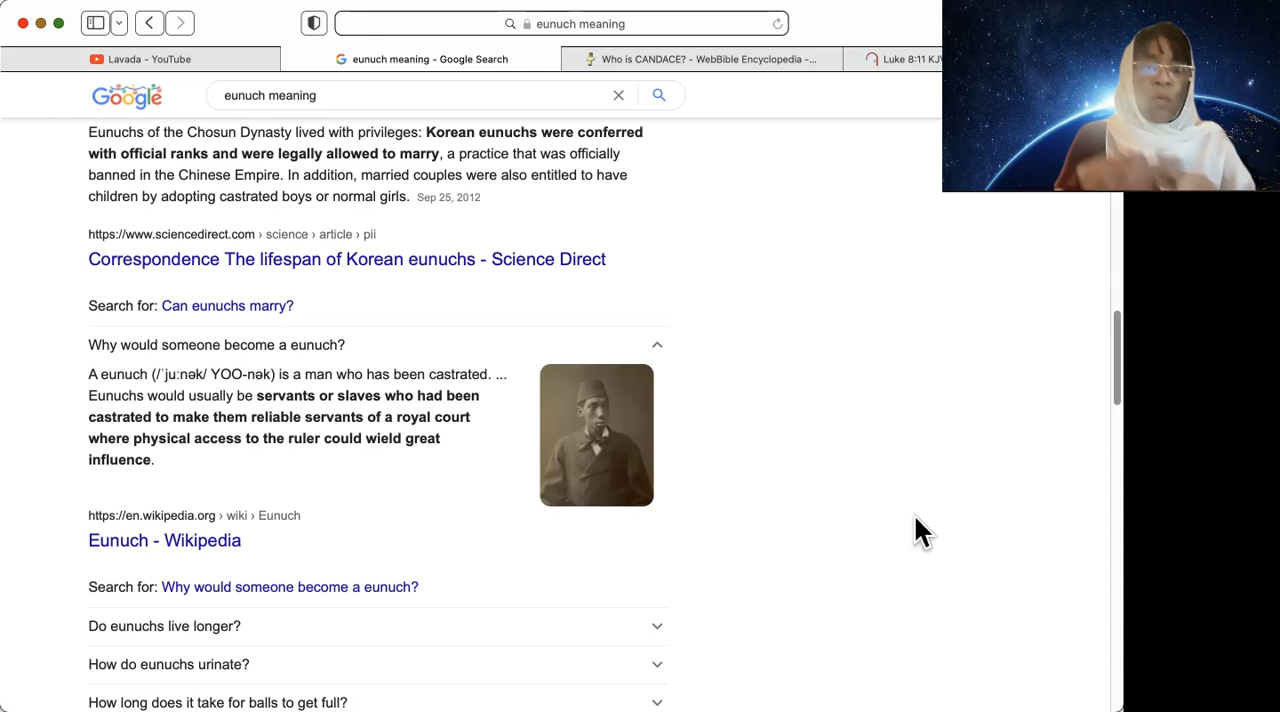 eunuch meaning
Lavada - YouTube
eunuch meaning - Google Search
Who is CANDACE? - WebBible Encyclopedia -...
Luke 8:11 KJV
Google
eunuch meaning
Eunuchs of the Chosun Dynasty lived with privileges: Korean eunuchs were conferred
with official ranks and were legally allowed to marry, a practice that was officially
banned in the Chinese Empire. In addition, married couples were also entitled to have
children by adopting castrated boys or normal girls. Sep 25, 2012
https://www.sciencedirect.com › science › article › pii
Correspondence The lifespan of Korean eunuchs - Science Direct
Search for: Can eunuchs marry?
Why would someone become a eunuch?
A eunuch (/ˈjuːnək/ YOO-nək) is a man who has been castrated. ...
Eunuchs would usually be servants or slaves who had been
castrated to make them reliable servants of a royal court
where physical access to the ruler could wield great
influence.
https://en.wikipedia.org › wiki › Eunuch
Eunuch - Wikipedia
Search for: Why would someone become a eunuch?
Do eunuchs live longer?
How do eunuchs urinate?
How long does it take for balls to get full?